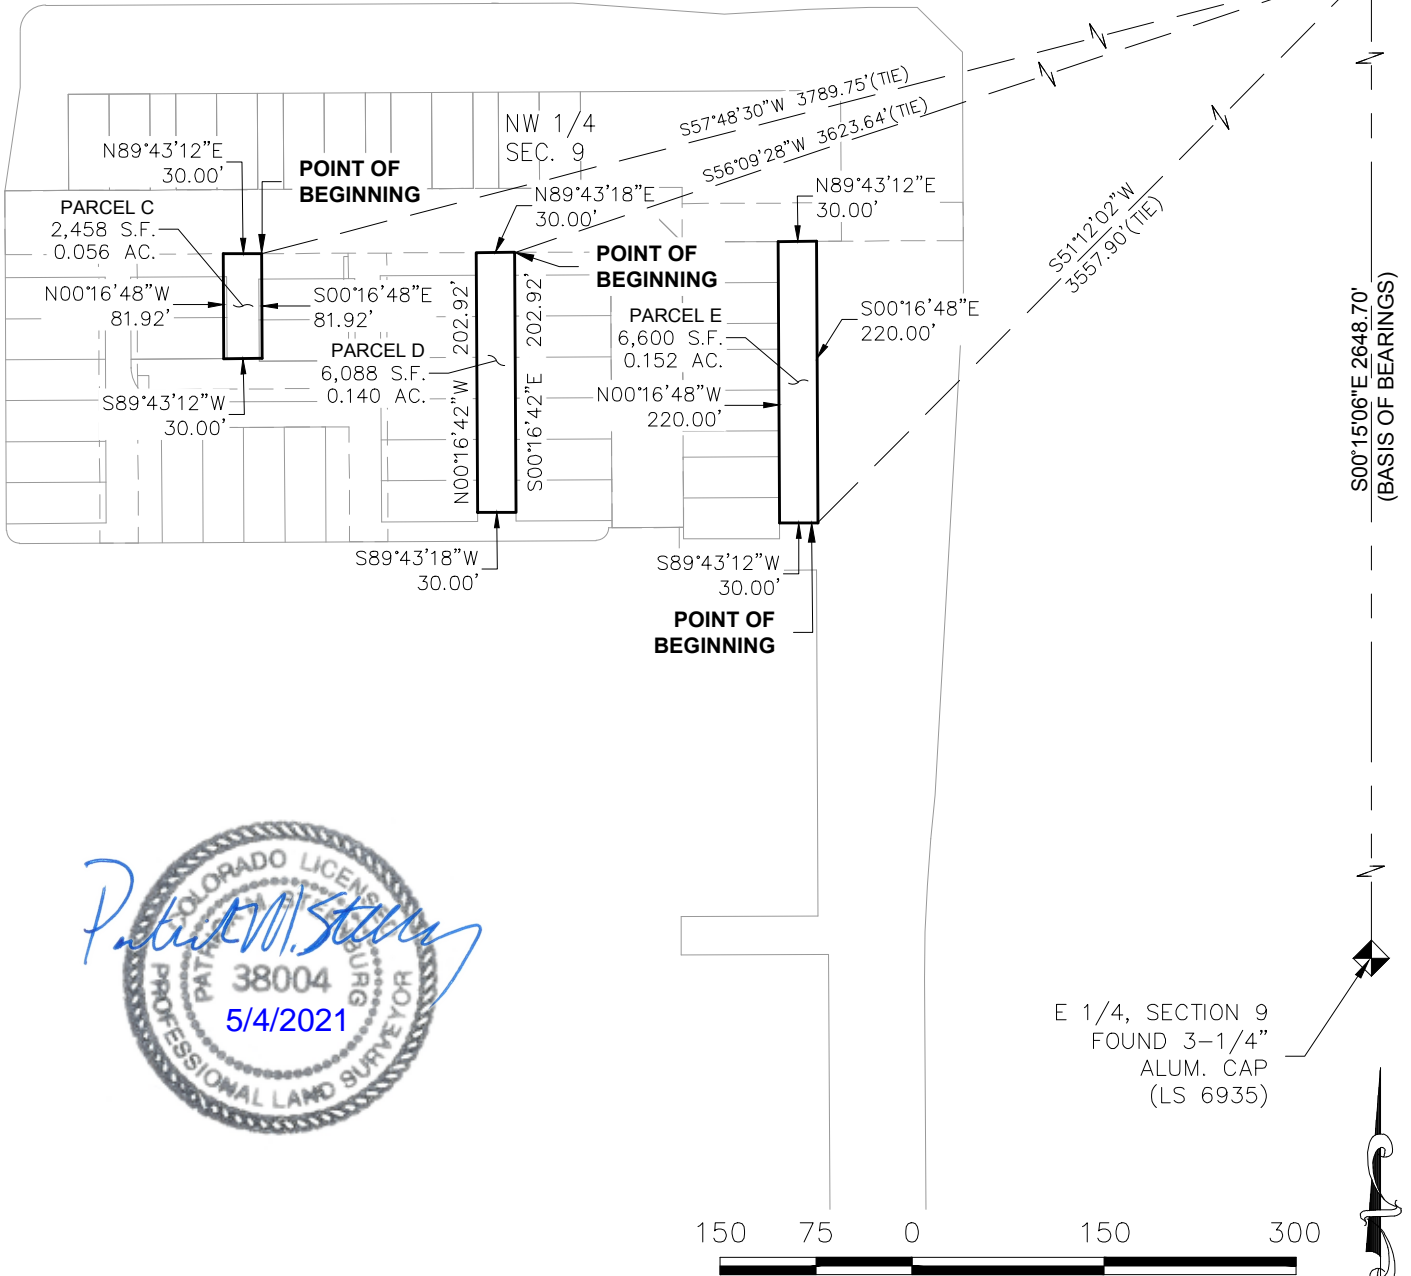 S57°48'30"W 3789.75'(TIE)
S56°09'28"W 3623.64'(TIE)
NW 1/4
SEC. 9
N89°43'12"E
30.00'
POINT OF
BEGINNING
PARCEL C
2,458 S.F.
0.056 AC.
N00°16'48"W
81.92'
S00°16'48"E
81.92'
S89°43'12"W
30.00'
N89°43'18"E
30.00'
POINT OF
BEGINNING
PARCEL D
6,088 S.F.
0.140 AC.
N00°16'42"W 202.92'
S00°16'42"E 202.92'
S89°43'18"W
30.00'
N89°43'12"E
30.00'
PARCEL E
6,600 S.F.
0.152 AC.
N00°16'48"W
220.00'
S00°16'48"E
220.00'
S89°43'12"W
30.00'
POINT OF
BEGINNING
S51°12'02"W
3557.90'(TIE)
S00°15'06"E 2648.70'
(BASIS OF BEARINGS)
COLORADO LICENSED
PROFESSIONAL LAND SURVEYOR
38004
5/4/2021
E 1/4, SECTION 9
FOUND 3-1/4"
ALUM. CAP
(LS 6935)
150 75 0 150 300